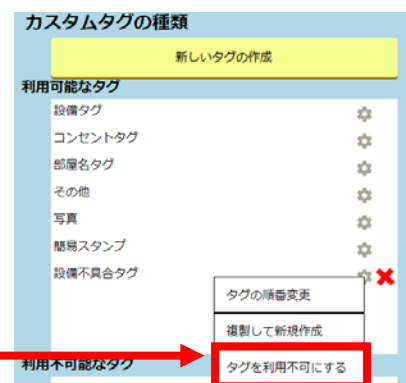 カスタムタグの種類
新しいタグの作成
利用可能なタグ
設備タグ
コンセントタグ
部屋名タグ
その他
写真
簡易スタンプ
設備不具合タグ
タグの順番変更
複製して新規作成
利用不可能なタグ
タグを利用不可にする